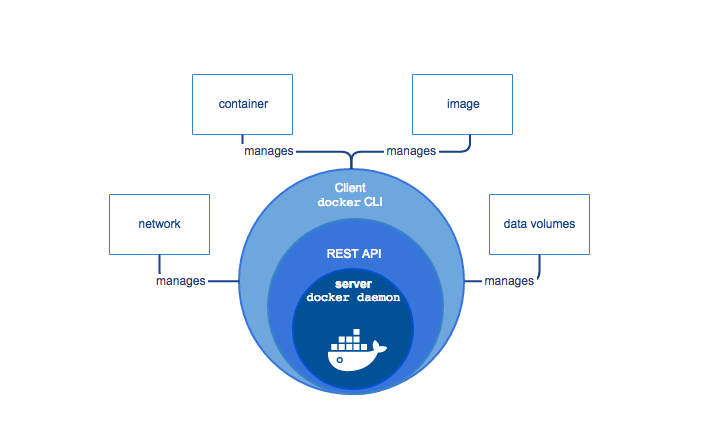 container
image
manages
manages
Client
docker CLI
network
data volumes
REST API
manages
manages
server
docker daemon